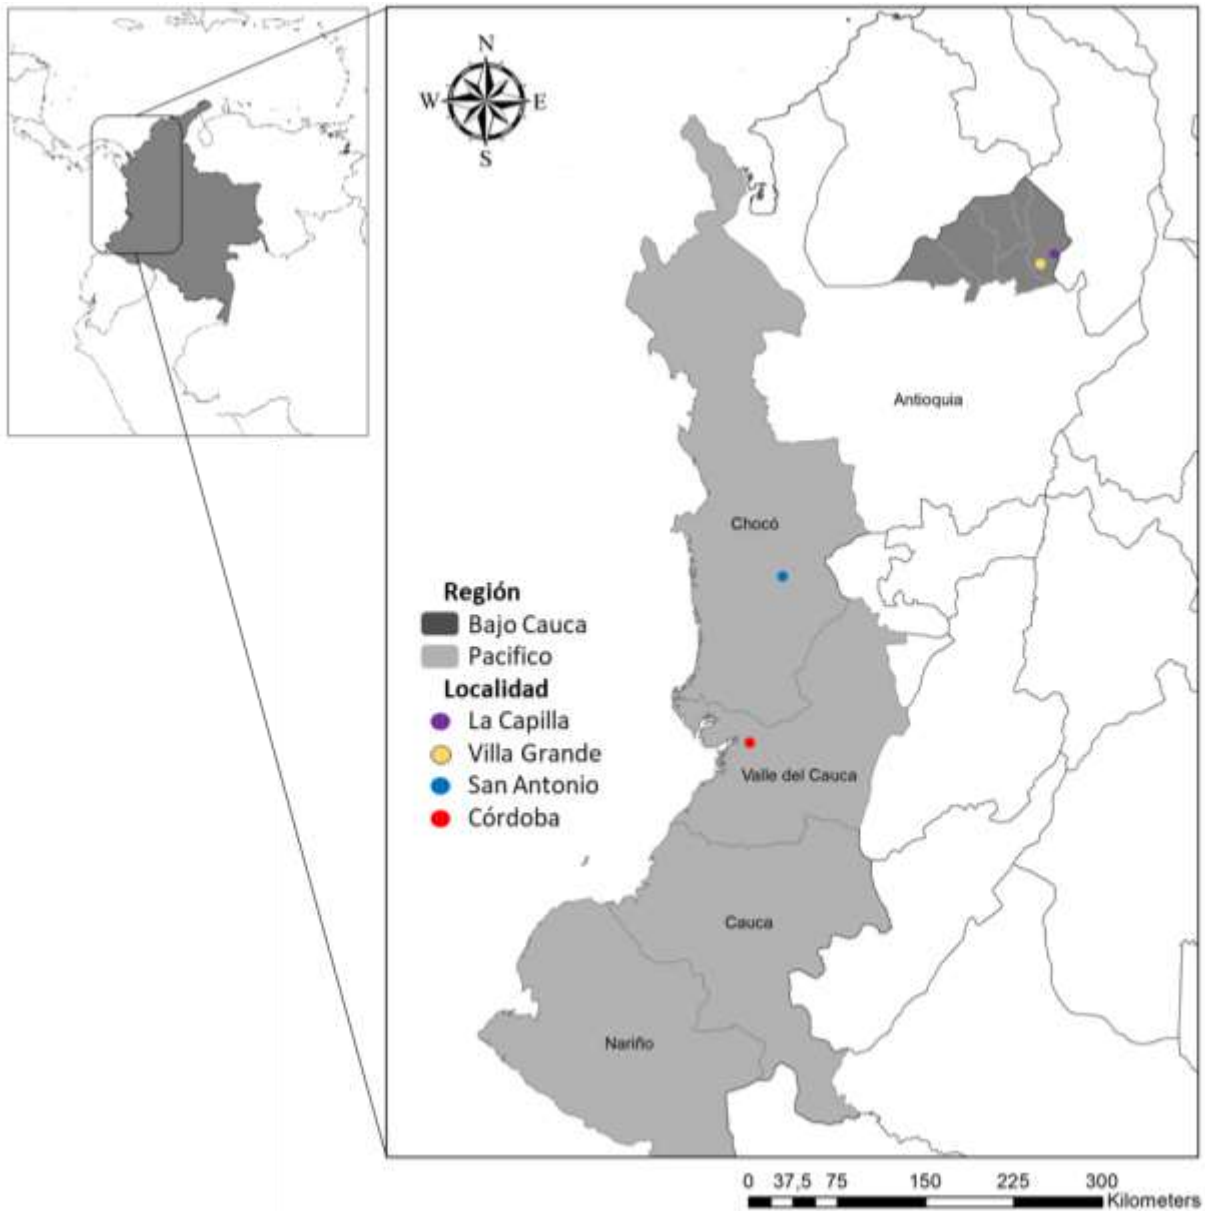 N
W E
S
Antioquia
Chocó
Región
Bajo Cauca
Pacifico
Localidad
La Capilla
Villa Grande
San Antonio
Córdoba
Valle del Cauca
Cauca
Nariño
0 37,5 75 150 225 300
Kilometers